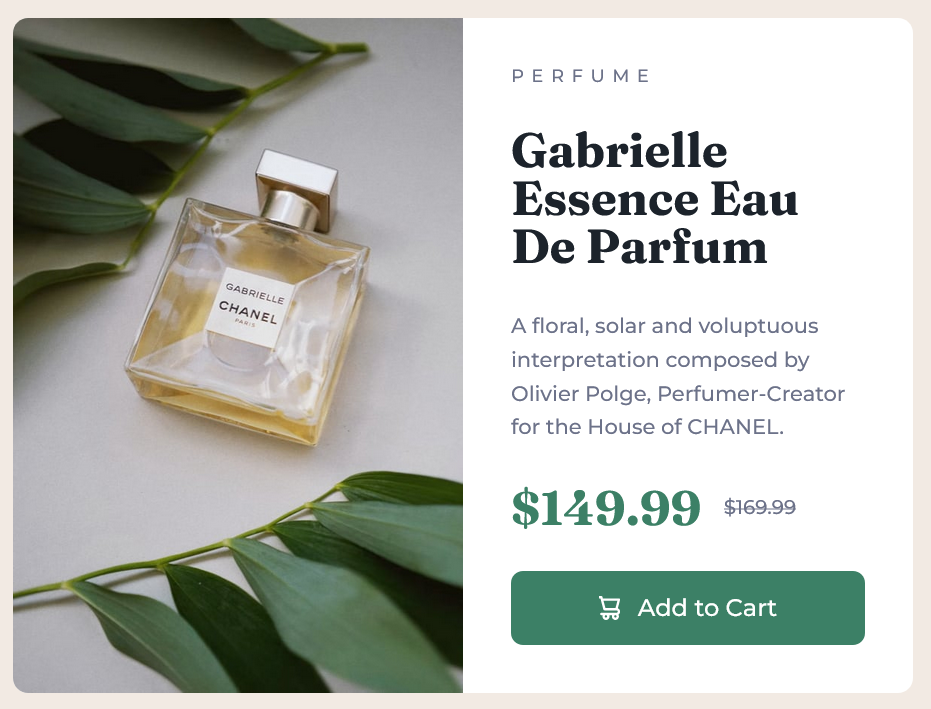 GABRIELLE
CHANEL
PARIS
PERFUME
Gabrielle
Essence Eau
De Parfum
A floral, solar and voluptuous
interpretation composed by
Olivier Polge, Perfumer-Creator
for the House of CHANEL.
$149.99 $169.99
Add to Cart